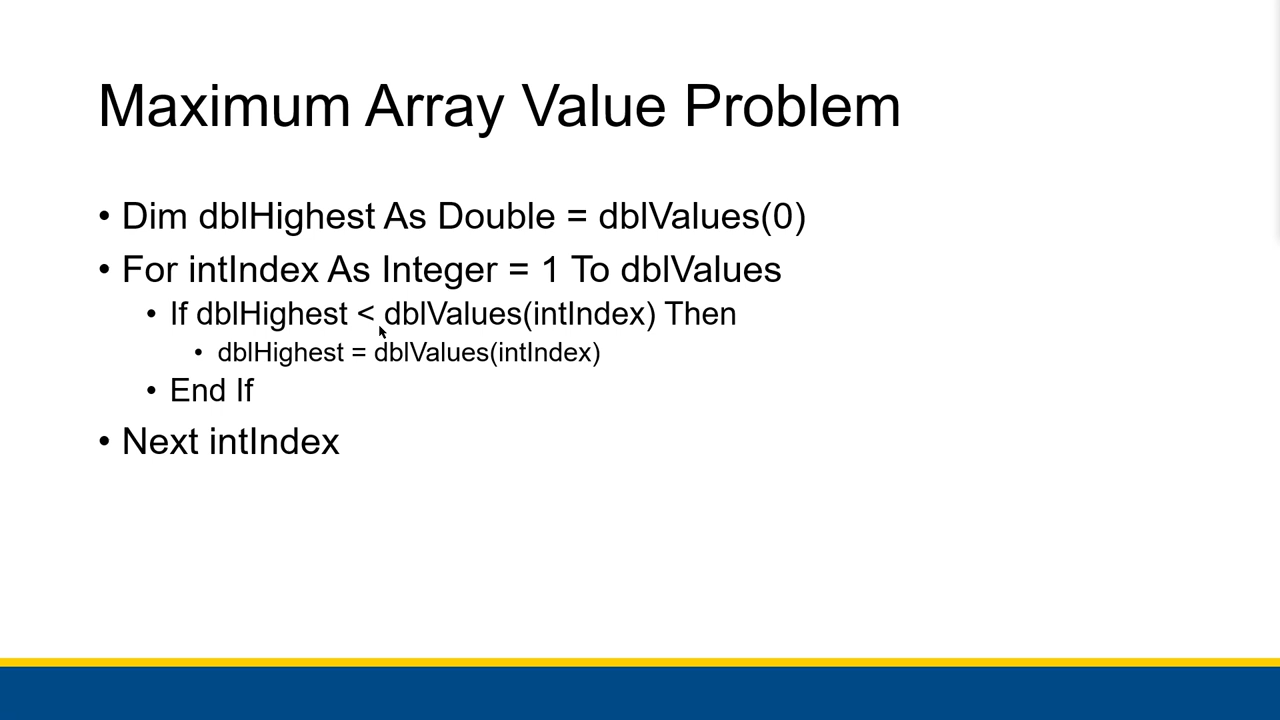 Maximum Array Value Problem
• Dim dblHighest As Double = dblValues(0)
• For intIndex As Integer = 1 To dblValues
• If dblHighest < dblValues(intIndex) Then
• dblHighest = dblValues(intIndex)
• End If
• Next intIndex